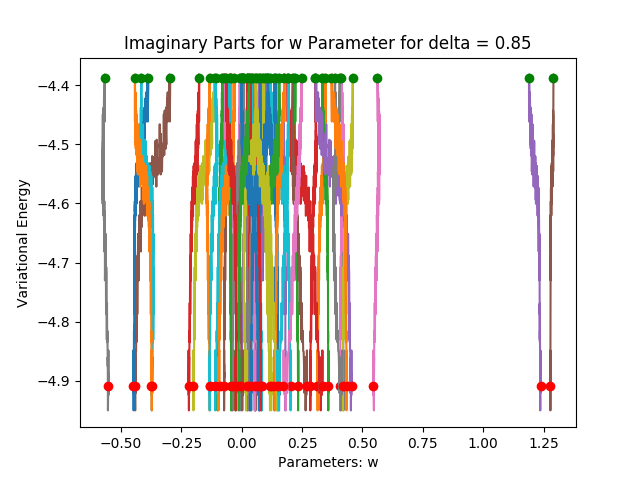 Imaginary Parts for w Parameter for delta = 0.85
−4.4
−4.5
−4.6
−4.7
−4.8
−4.9
Variational Energy
−0.50 −0.25 0.00 0.25 0.50 0.75 1.00 1.25
Parameters: w